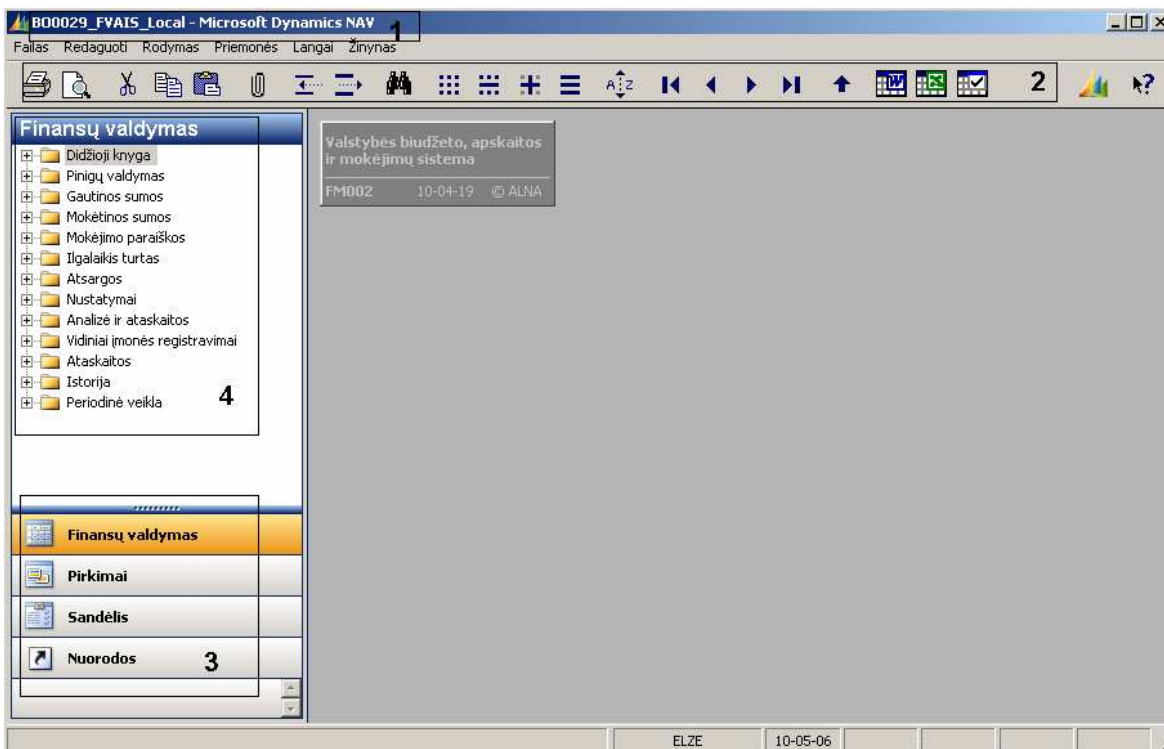 BO0029_FVAIS_Local - Microsoft Dynamics NAV
1
Failas Redaguoti Rodymas Priemonės Langai Žinynas
A Z W 2 ?
Finansų valdymas
Didžioji knyga
Pinigų valdymas
Gautinos sumos
Mokėtinos sumos
Mokėjimo paraiškos
Ilgalaikis turtas
Atsargos
Nustatymai
Analizė ir ataskaitos
Vidiniai įmonės registravimai
Ataskaitos
Istorija
Periodinė veikla
4
Valstybės biudžeto, apskaitos
ir mokėjimų sistema
FM002 10-04-19 © ALNA
Finansų valdymas
Pirkimai
Sandėlis
Nuorodos
3
ELZE 10-05-06